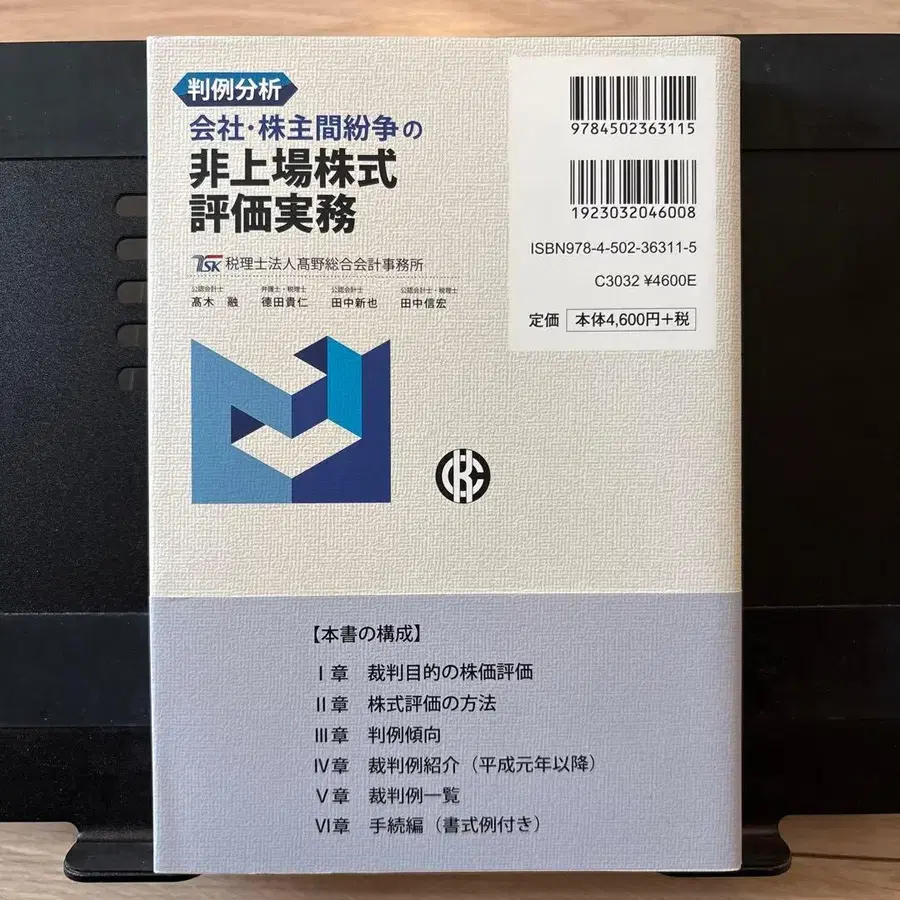 判例分析
会社・株主間紛争の
非上場株式
評価実務
TSK 税理士法人髙野総合会計事務所
公認会計士 弁護士・税理士 公認会計士 公認会計士・税理士
髙木 融 德田貴仁 田中新也 田中信宏
9784502363115
1923032046008
ISBN978-4-502-36311-5
C3032 ¥4600E
定価 本体4,600円+税
【本書の構成】
Ⅰ章 裁判目的の株価評価
Ⅱ章 株式評価の方法
Ⅲ章 判例傾向
Ⅳ章 裁判例紹介（平成元年以降）
Ⅴ章 裁判例一覧
Ⅵ章 手続編（書式例付き）